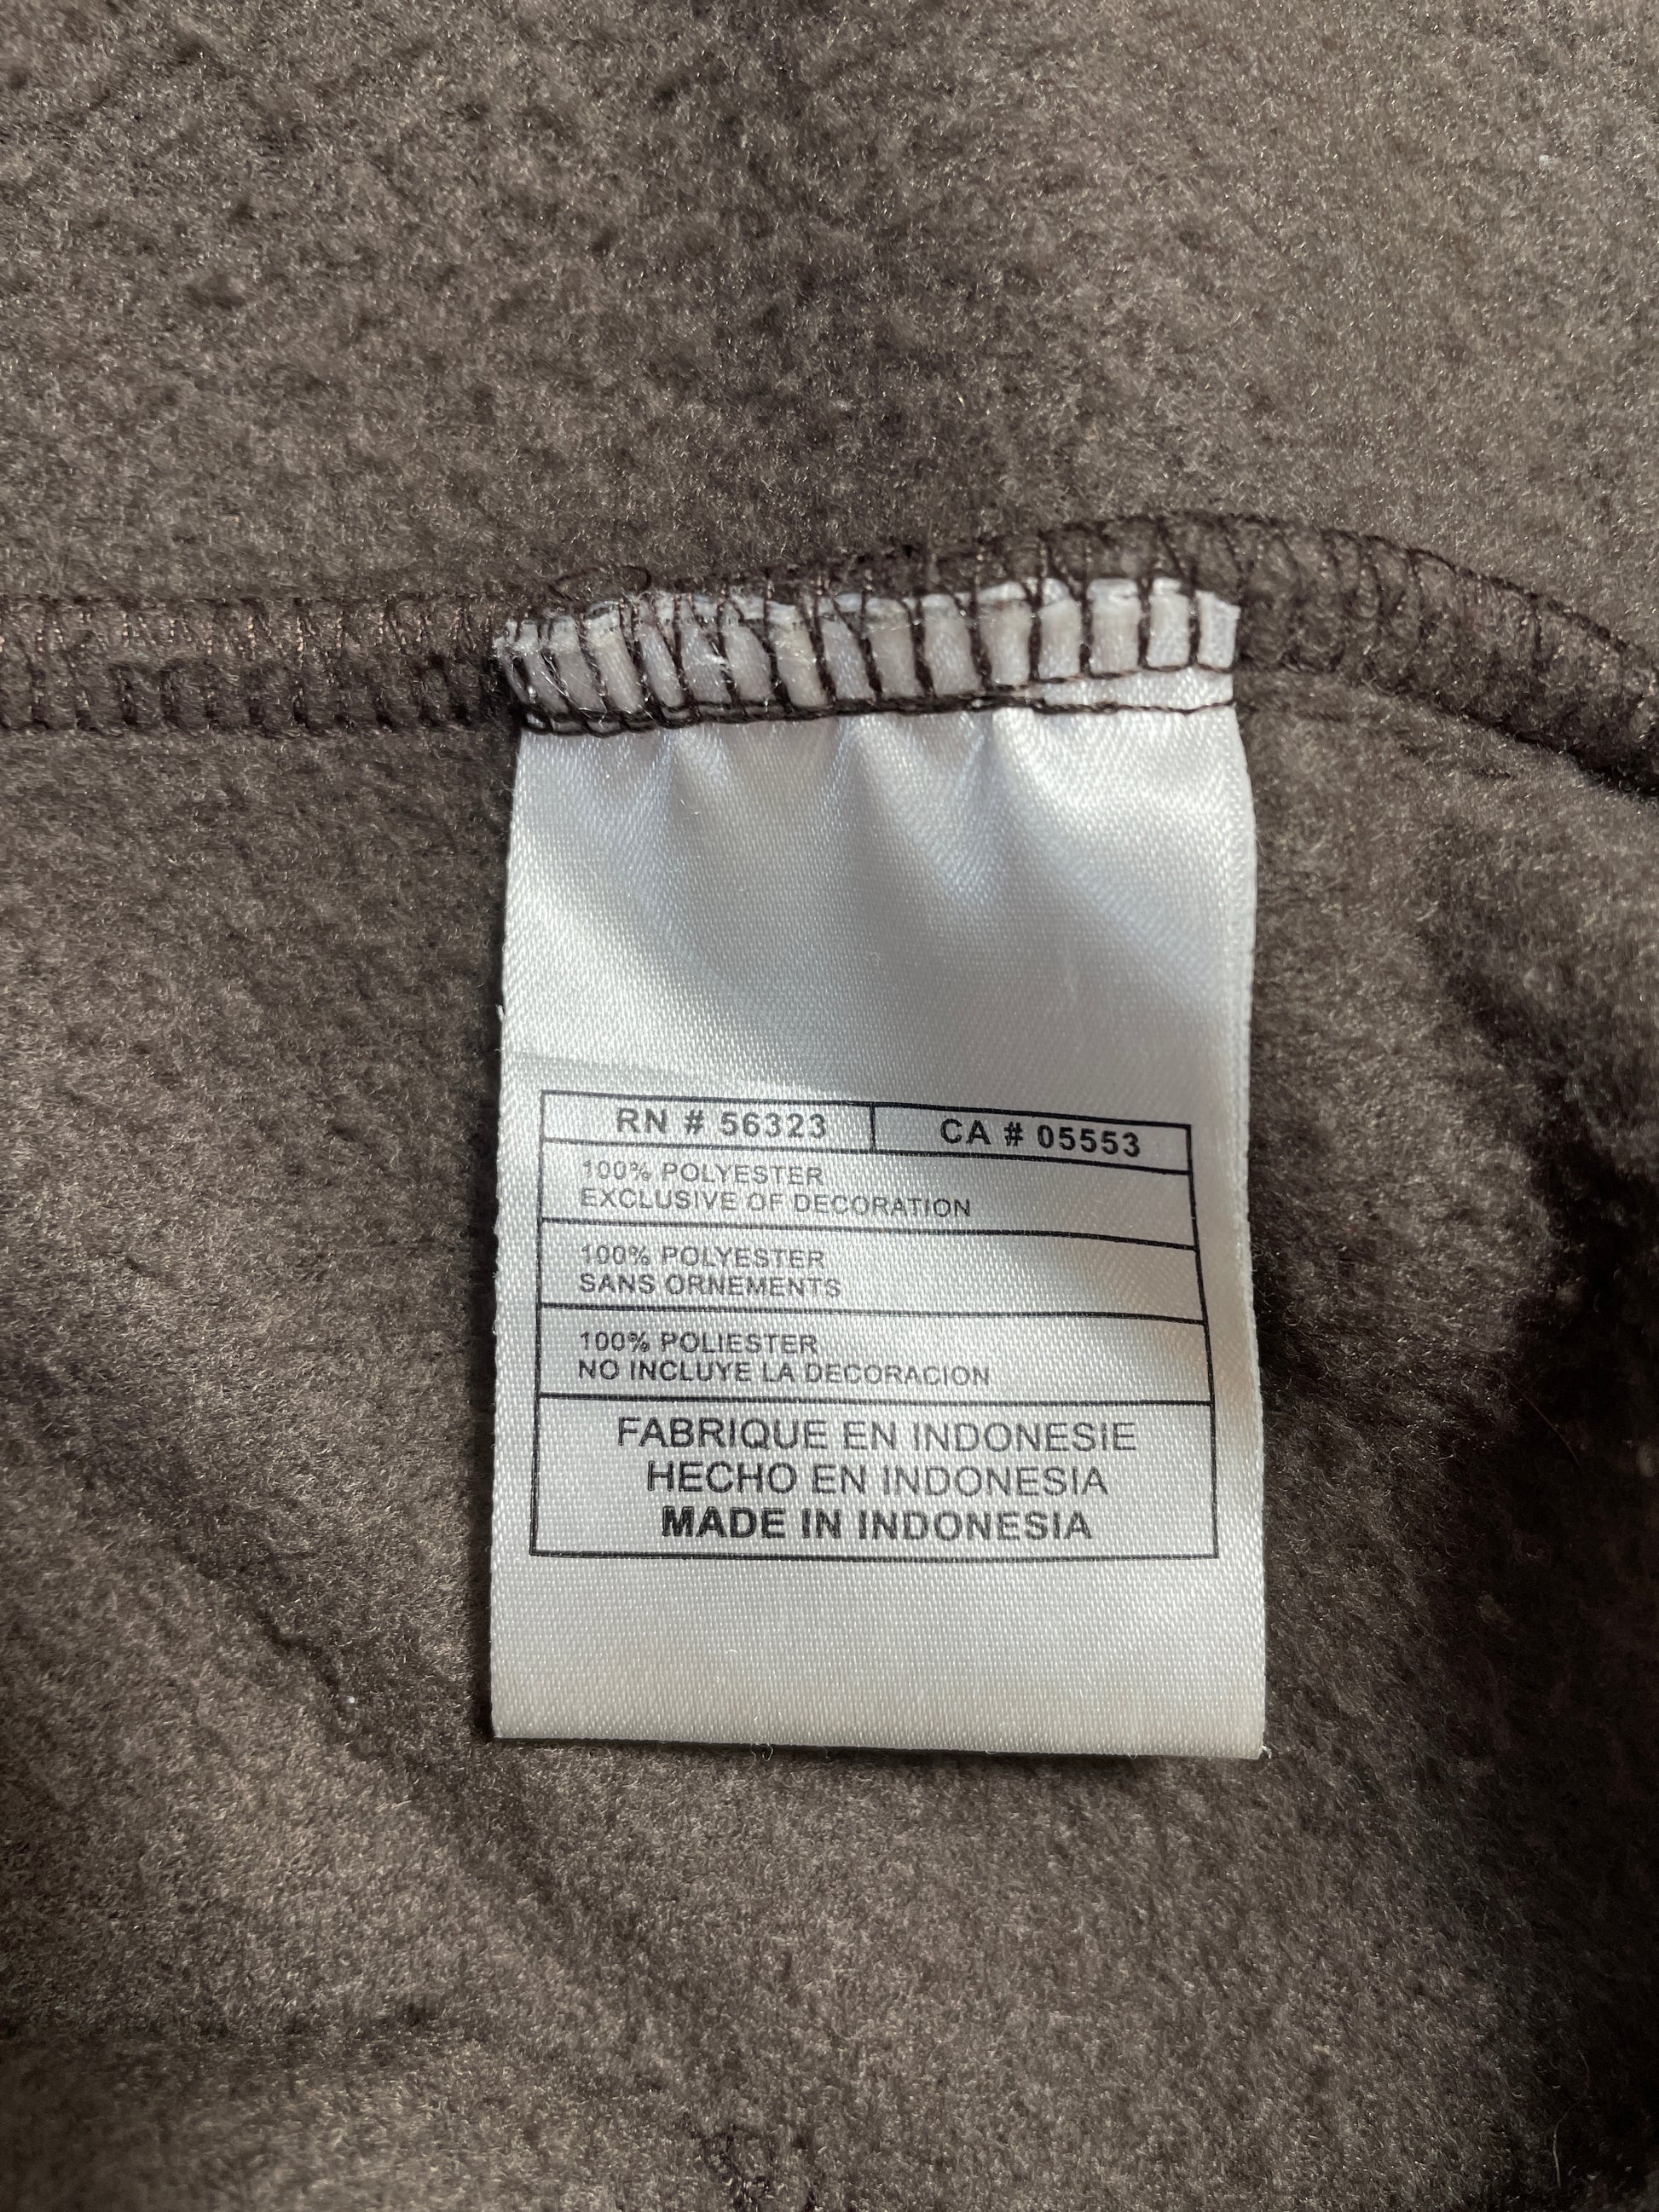 RN # 56323 CA # 05553
100% POLYESTER
EXCLUSIVE OF DECORATION
100% POLYESTER
SANS ORNEMENTS
100% POLIESTER
NO INCLUYE LA DECORACION
FABRIQUE EN INDONESIE
HECHO EN INDONESIA
MADE IN INDONESIA